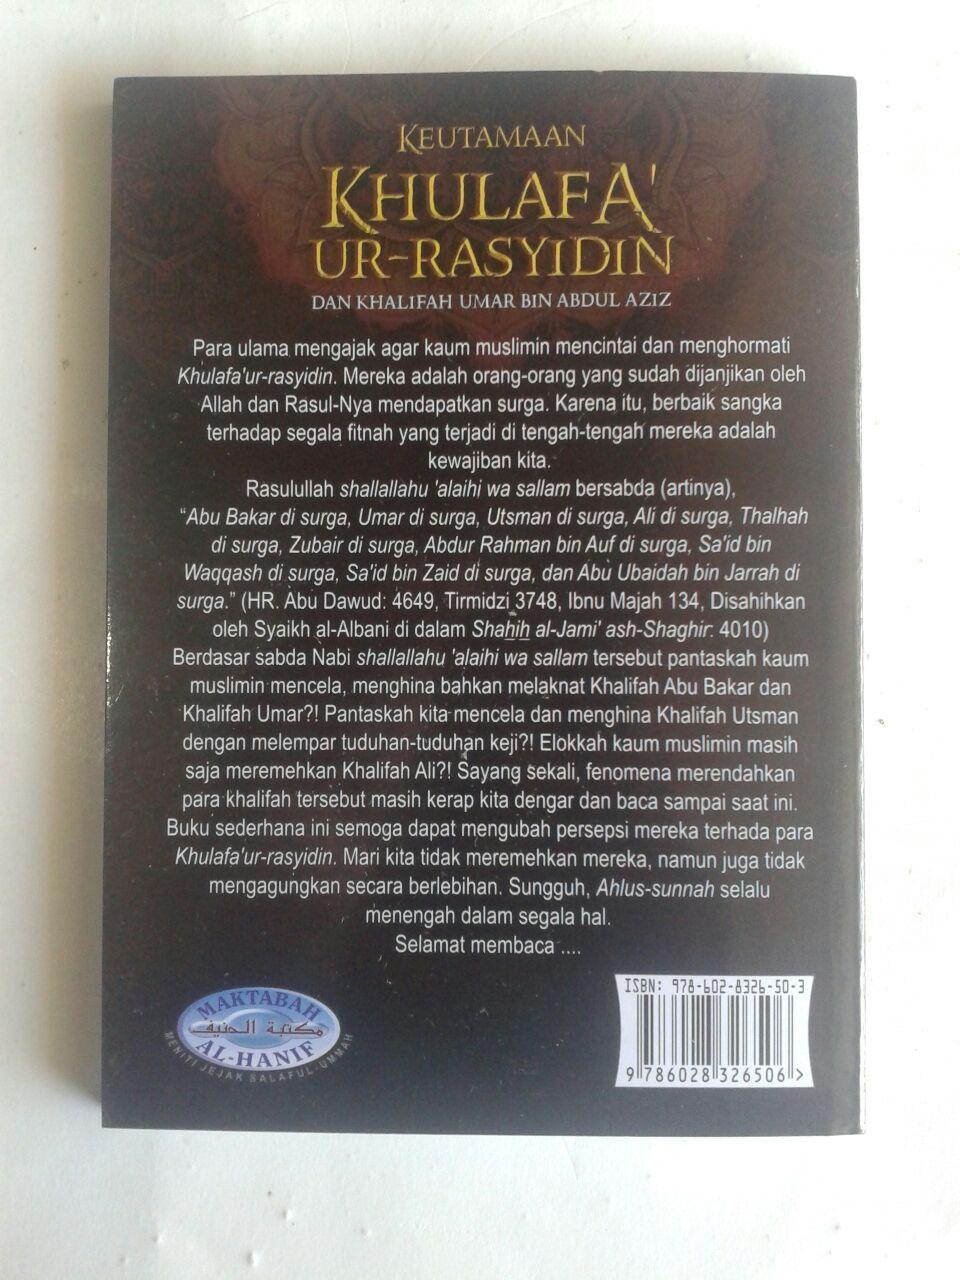 KEUTAMAAN
KHULAFA'
UR-RASYIDIN
DAN KHALIFAH UMAR BIN ABDUL AZIZ
Para ulama mengajak agar kaum muslimin mencintai dan menghormati
Khulafa'ur-rasyidin. Mereka adalah orang-orang yang sudah dijanjikan oleh
Allah dan Rasul-Nya mendapatkan surga. Karena itu, berbaik sangka
terhadap segala fitnah yang terjadi di tengah-tengah mereka adalah
kewajiban kita.
Rasulullah shallallahu 'alaihi wa sallam bersabda (artinya),
“Abu Bakar di surga, Umar di surga, Utsman di surga, Ali di surga, Thalhah
di surga, Zubair di surga, Abdur Rahman bin Auf di surga, Sa'id bin
Waqqash di surga, Sa'id bin Zaid di surga, dan Abu Ubaidah bin Jarrah di
surga.” (HR. Abu Dawud: 4649, Tirmidzi 3748, Ibnu Majah 134, Disahihkan
oleh Syaikh al-Albani di dalam Shahih al-Jami' ash-Shaghir: 4010)
Berdasar sabda Nabi shallallahu 'alaihi wa sallam tersebut pantaskah kaum
muslimin mencela, menghina bahkan melaknat Khalifah Abu Bakar dan
Khalifah Umar?! Pantaskah kita mencela dan menghina Khalifah Utsman
dengan melempar tuduhan-tuduhan keji?! Elokkah kaum muslimin masih
saja meremehkan Khalifah Ali?! Sayang sekali, fenomena merendahkan
para khalifah tersebut masih kerap kita dengar dan baca sampai saat ini.
Buku sederhana ini semoga dapat mengubah persepsi mereka terhada para
Khulafa'ur-rasyidin. Mari kita tidak meremehkan mereka, namun juga tidak
mengagungkan secara berlebihan. Sungguh, Ahlus-sunnah selalu
menengah dalam segala hal.
Selamat membaca ....
MAKTABAH
مكتبة الحنيف
AL-HANIF
MENITI JEJAK SALAFUL-UMMAH
ISBN: 978-602-8326-50-3
9 786028 326506 >